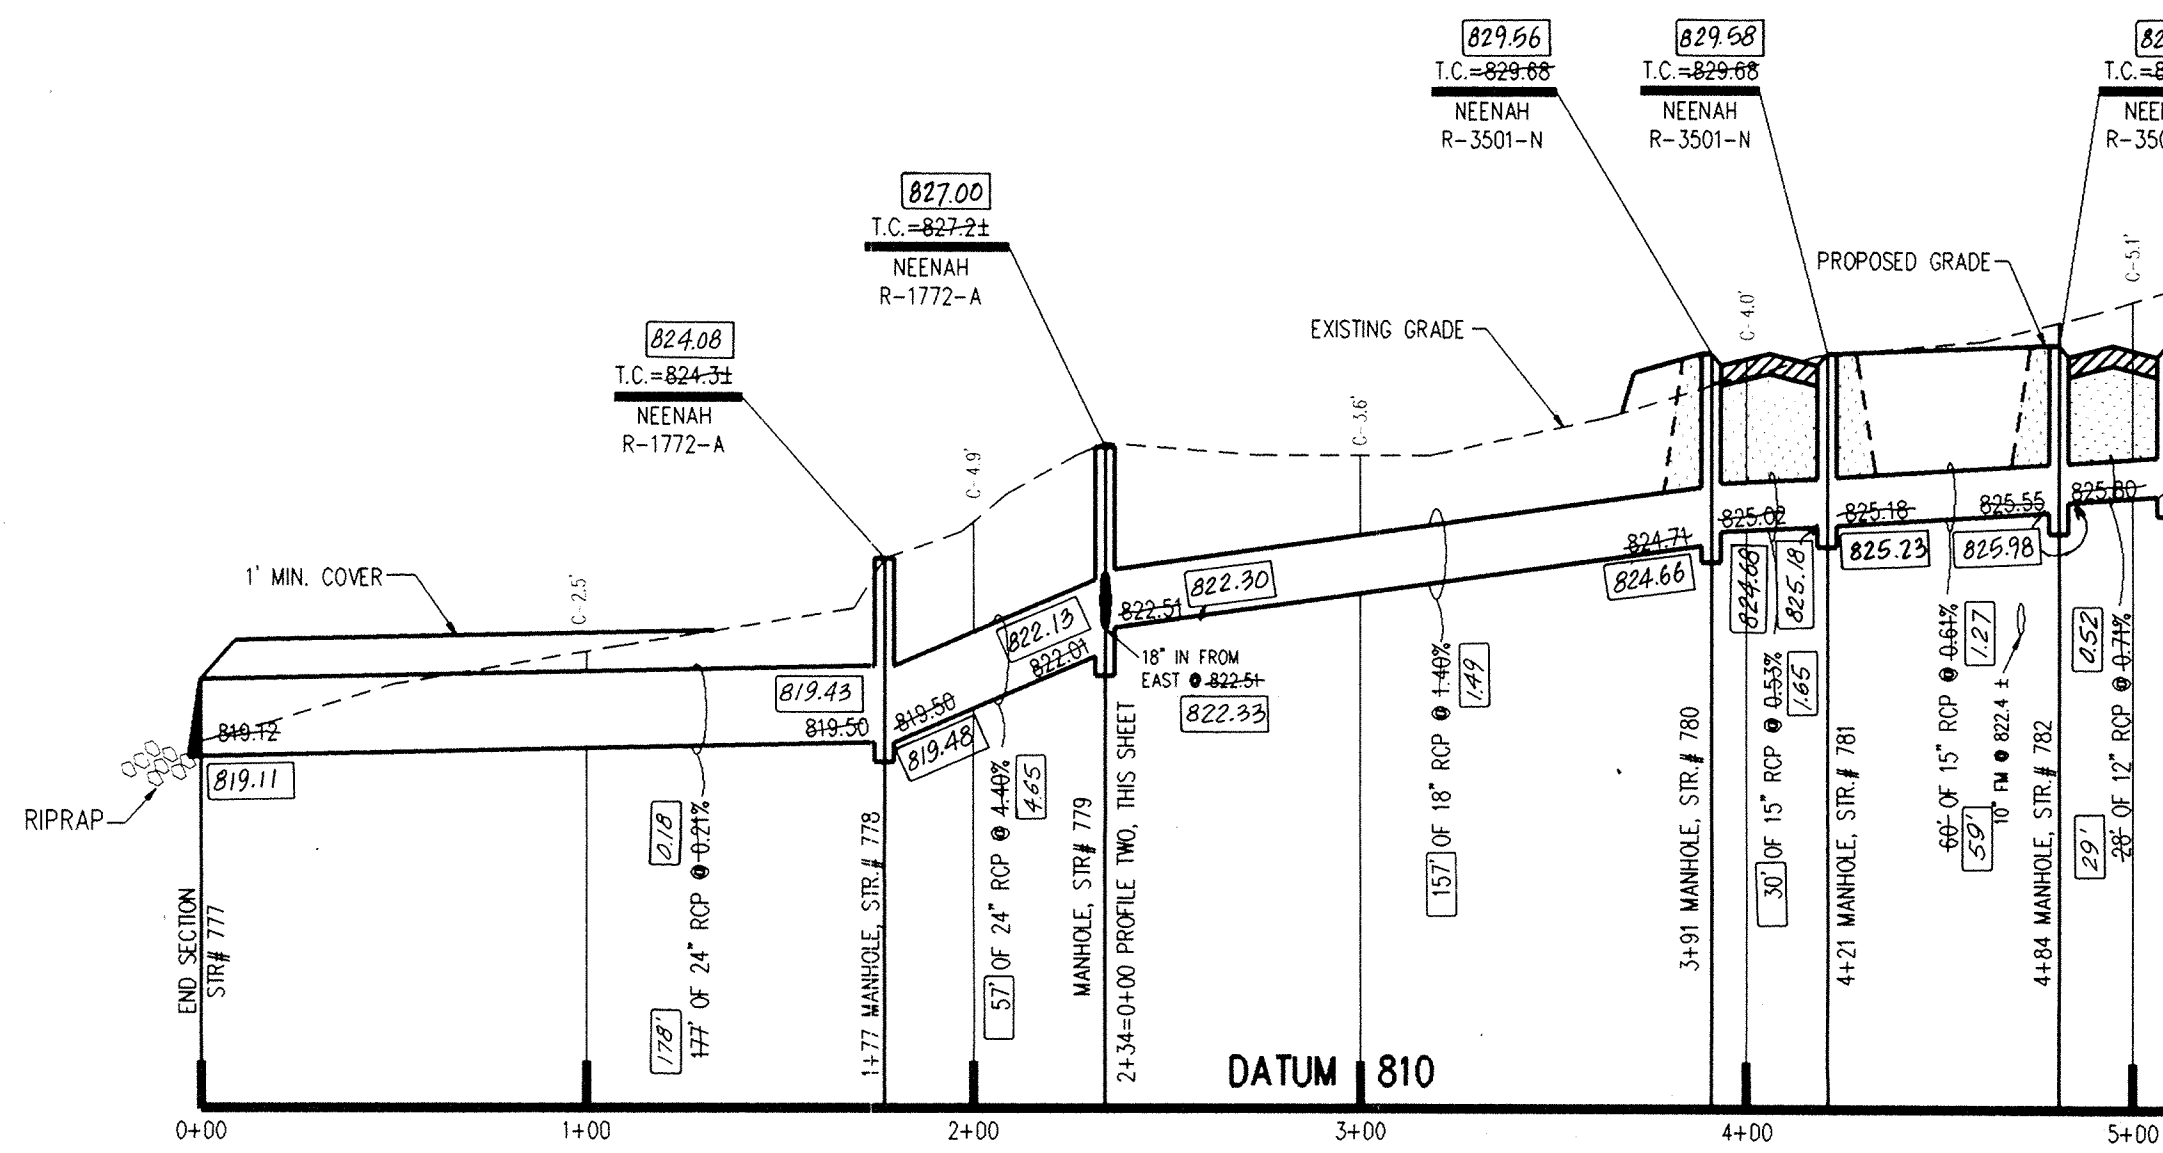 829.56
T.C.=829.68
NEENAH
R-3501-N
829.58
T.C.=829.68
NEENAH
R-3501-N
82
T.C.=8
NEE
R-350
827.00
T.C.=827.2±
NEENAH
R-1772-A
824.08
T.C.=824.3±
NEENAH
R-1772-A
PROPOSED GRADE
EXISTING GRADE
1' MIN. COVER
C-2.5'
C-4.9'
C-3.6'
C-4.0'
C-5.1'
819.12
819.11
RIPRAP
819.43
819.50
819.50
819.48
822.13
822.01
822.51
822.30
18" IN FROM
EAST @ 822.51
822.33
824.71
824.66
825.02
824.68
825.18
825.18
825.23
825.55
825.98
825.80
END SECTION
STR# 777
178'
0.18
177' OF 24" RCP @ 0.21%
1+77 MANHOLE, STR.# 778
57' OF 24" RCP @ 4.40%
4.65
MANHOLE, STR# 779
2+34=0+00 PROFILE TWO, THIS SHEET
157' OF 18" RCP @ 1.40%
1.49
3+91 MANHOLE, STR.# 780
30' OF 15" RCP @ 0.53%
1.65
4+21 MANHOLE, STR.# 781
60' OF 15" RCP @ 0.61%
59'
1.27
10" FM @ 822.4 ±
4+84 MANHOLE, STR.# 782
29'
0.52
28' OF 12" RCP @ 0.71%
DATUM 810
0+00
1+00
2+00
3+00
4+00
5+00